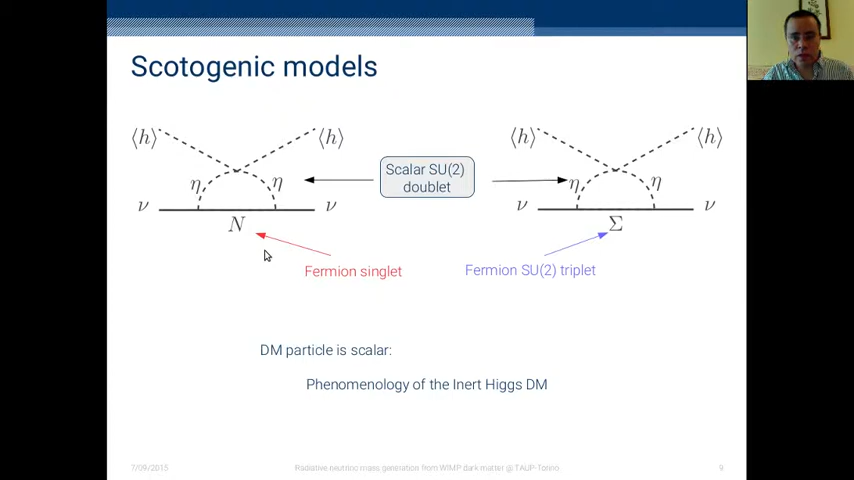 Scotogenic models
⟨h⟩ ⟨h⟩ ⟨h⟩ ⟨h⟩
Scalar SU(2)
doublet
η η η η
ν ν ν ν
N Σ
Fermion singlet Fermion SU(2) triplet
DM particle is scalar:
Phenomenology of the Inert Higgs DM
7/09/2015 Radiative neutrino mass generation from WIMP dark matter @ TAUP-Torino 9